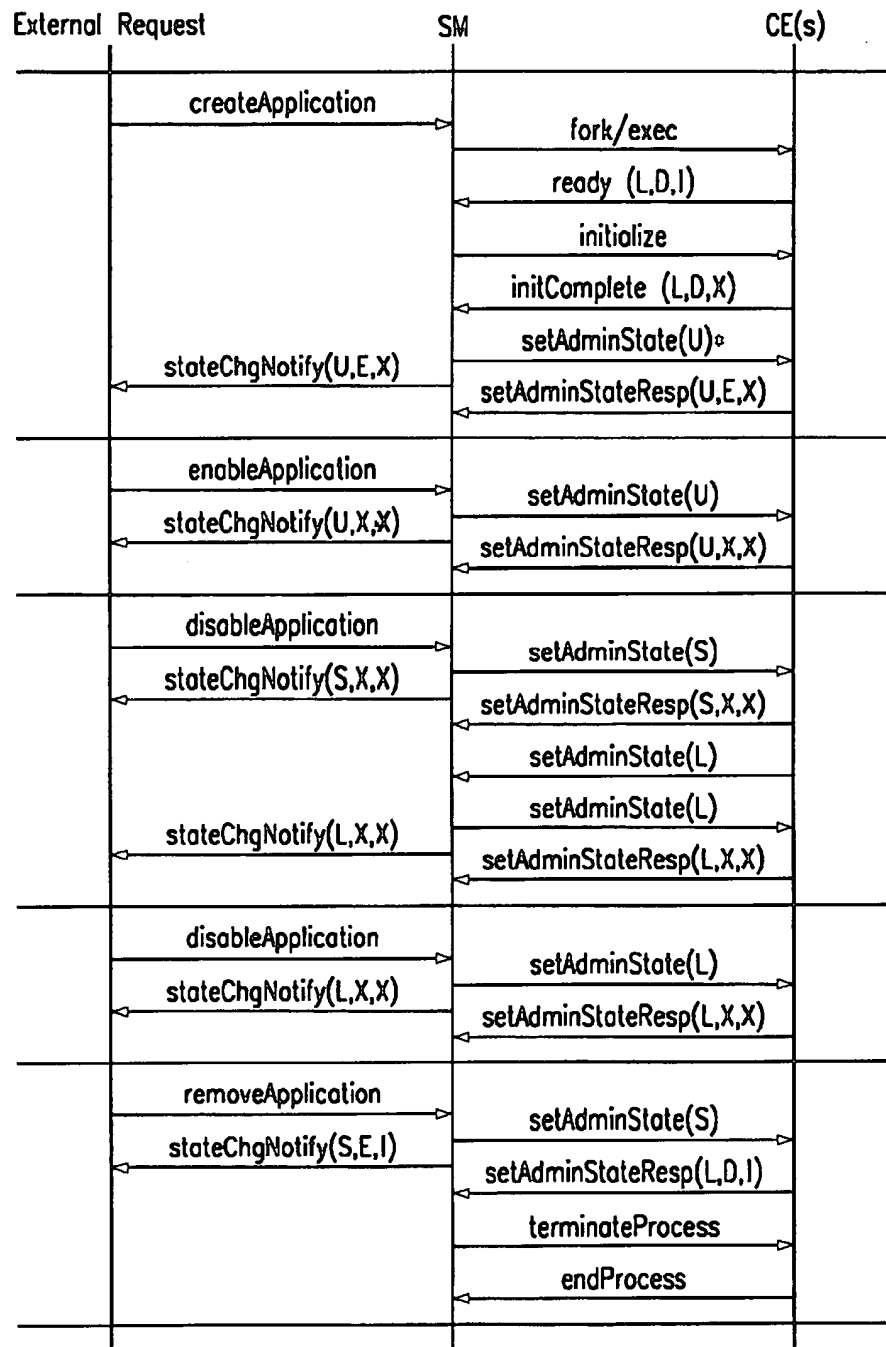 External Request SM CE(s)
createApplication
fork/exec
ready (L,D,I)
initialize
initComplete (L,D,X)
setAdminState(U)*
stateChgNotify(U,E,X)
setAdminStateResp(U,E,X)
enableApplication
setAdminState(U)
stateChgNotify(U,X,X)
setAdminStateResp(U,X,X)
disableApplication
setAdminState(S)
stateChgNotify(S,X,X)
setAdminStateResp(S,X,X)
setAdminState(L)
setAdminState(L)
stateChgNotify(L,X,X)
setAdminStateResp(L,X,X)
disableApplication
setAdminState(L)
stateChgNotify(L,X,X)
setAdminStateResp(L,X,X)
removeApplication
setAdminState(S)
stateChgNotify(S,E,I)
setAdminStateResp(L,D,I)
terminateProcess
endProcess